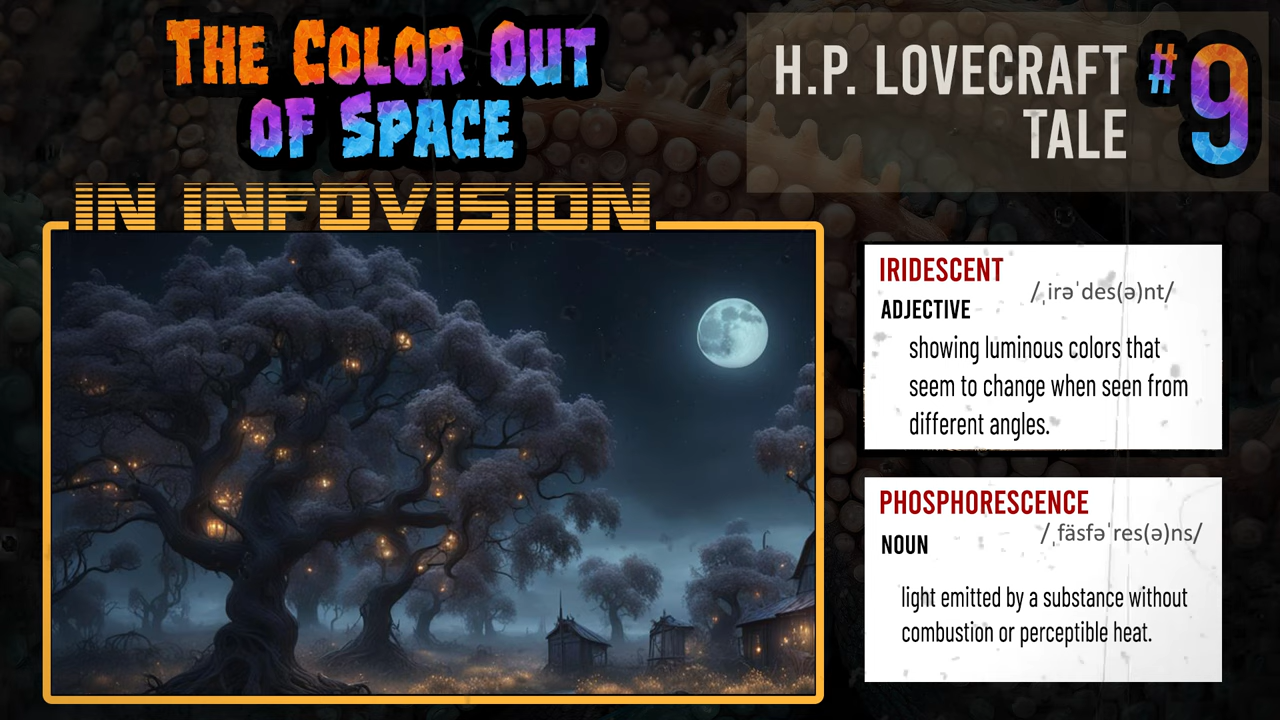 THE COLOR OUT
OF SPACE
IN INFOVISION
H.P. LOVECRAFT #9
TALE
IRIDESCENT
/ˌirəˈdes(ə)nt/
ADJECTIVE
showing luminous colors that
seem to change when seen from
different angles.
PHOSPHORESCENCE
/ˌfäsfəˈres(ə)ns/
NOUN
light emitted by a substance without
combustion or perceptible heat.